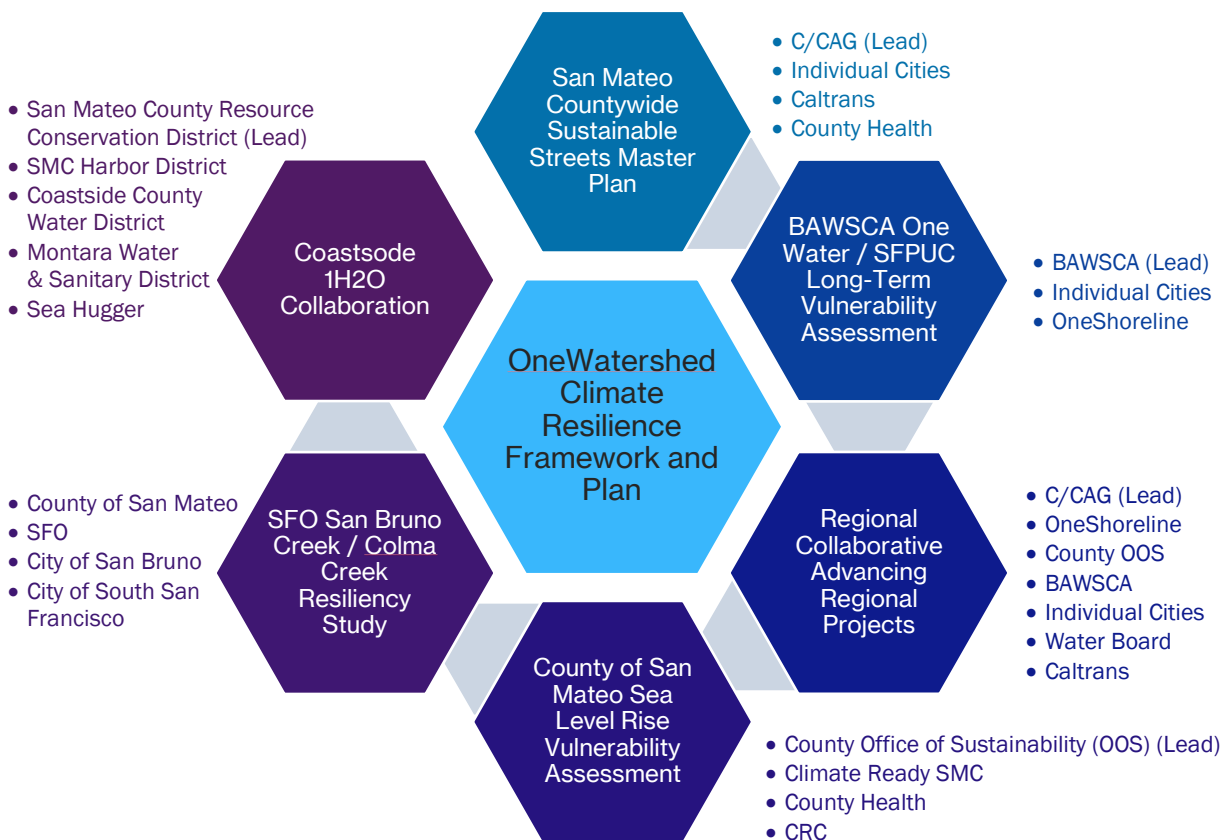 San Mateo
Countywide
Sustainable
Streets Master
Plan
• C/CAG (Lead)
• Individual Cities
• Caltrans
• County Health
BAWSCA One
Water / SFPUC
Long-Term
Vulnerability
Assessment
• BAWSCA (Lead)
• Individual Cities
• OneShoreline
Regional
Collaborative
Advancing
Regional
Projects
• C/CAG (Lead)
• OneShoreline
• County OOS
• BAWSCA
• Individual Cities
• Water Board
• Caltrans
County of San
Mateo Sea
Level Rise
Vulnerability
Assessment
• County Office of Sustainability (OOS) (Lead)
• Climate Ready SMC
• County Health
• CRC
SFO San Bruno
Creek / Colma
Creek
Resiliency
Study
• County of San Mateo
• SFO
• City of San Bruno
• City of South San
Francisco
Coastsode
1H2O
Collaboration
• San Mateo County Resource
Conservation District (Lead)
• SMC Harbor District
• Coastside County
Water District
• Montara Water
& Sanitary District
• Sea Hugger
OneWatershed
Climate
Resilience
Framework and
Plan